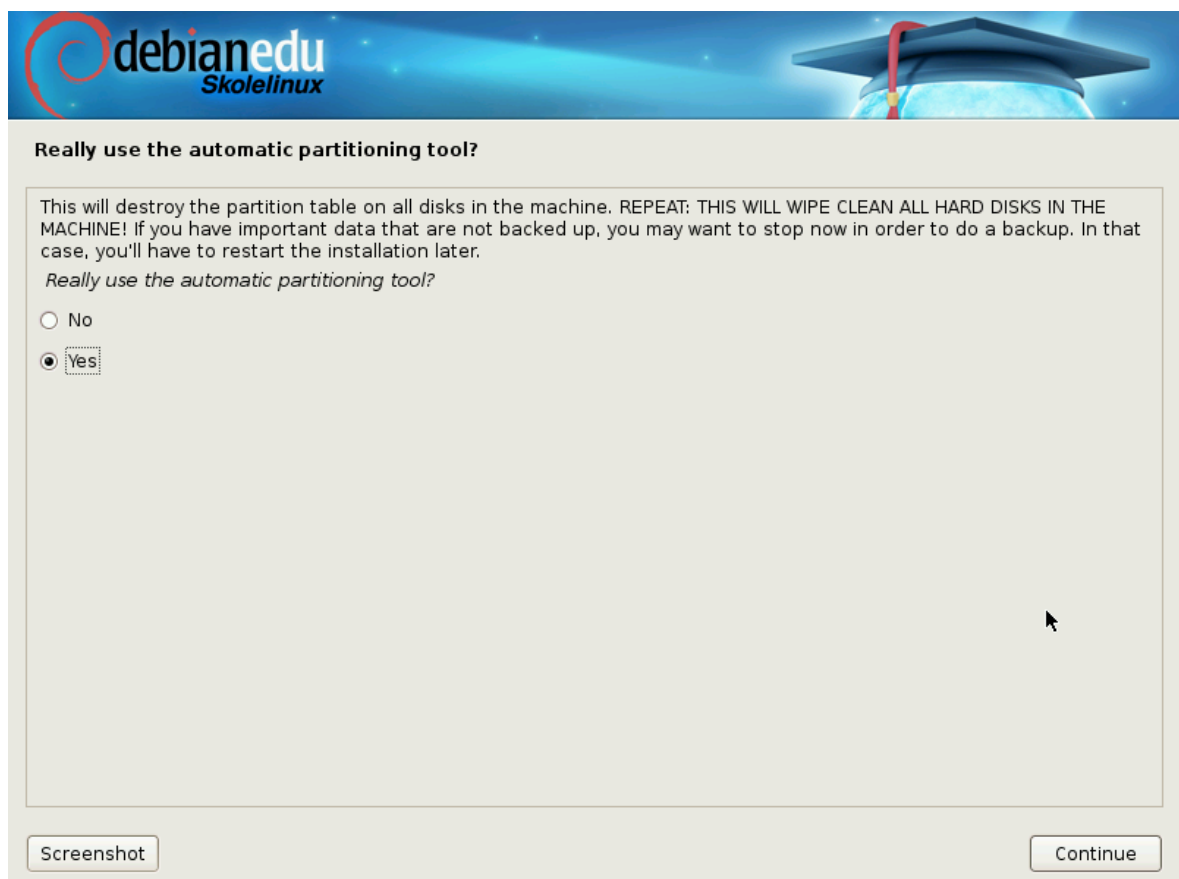 debianedu
Skolelinux
Really use the automatic partitioning tool?
This will destroy the partition table on all disks in the machine. REPEAT: THIS WILL WIPE CLEAN ALL HARD DISKS IN THE
MACHINE! If you have important data that are not backed up, you may want to stop now in order to do a backup. In that
case, you'll have to restart the installation later.
Really use the automatic partitioning tool?
No
Yes
Screenshot
Continue